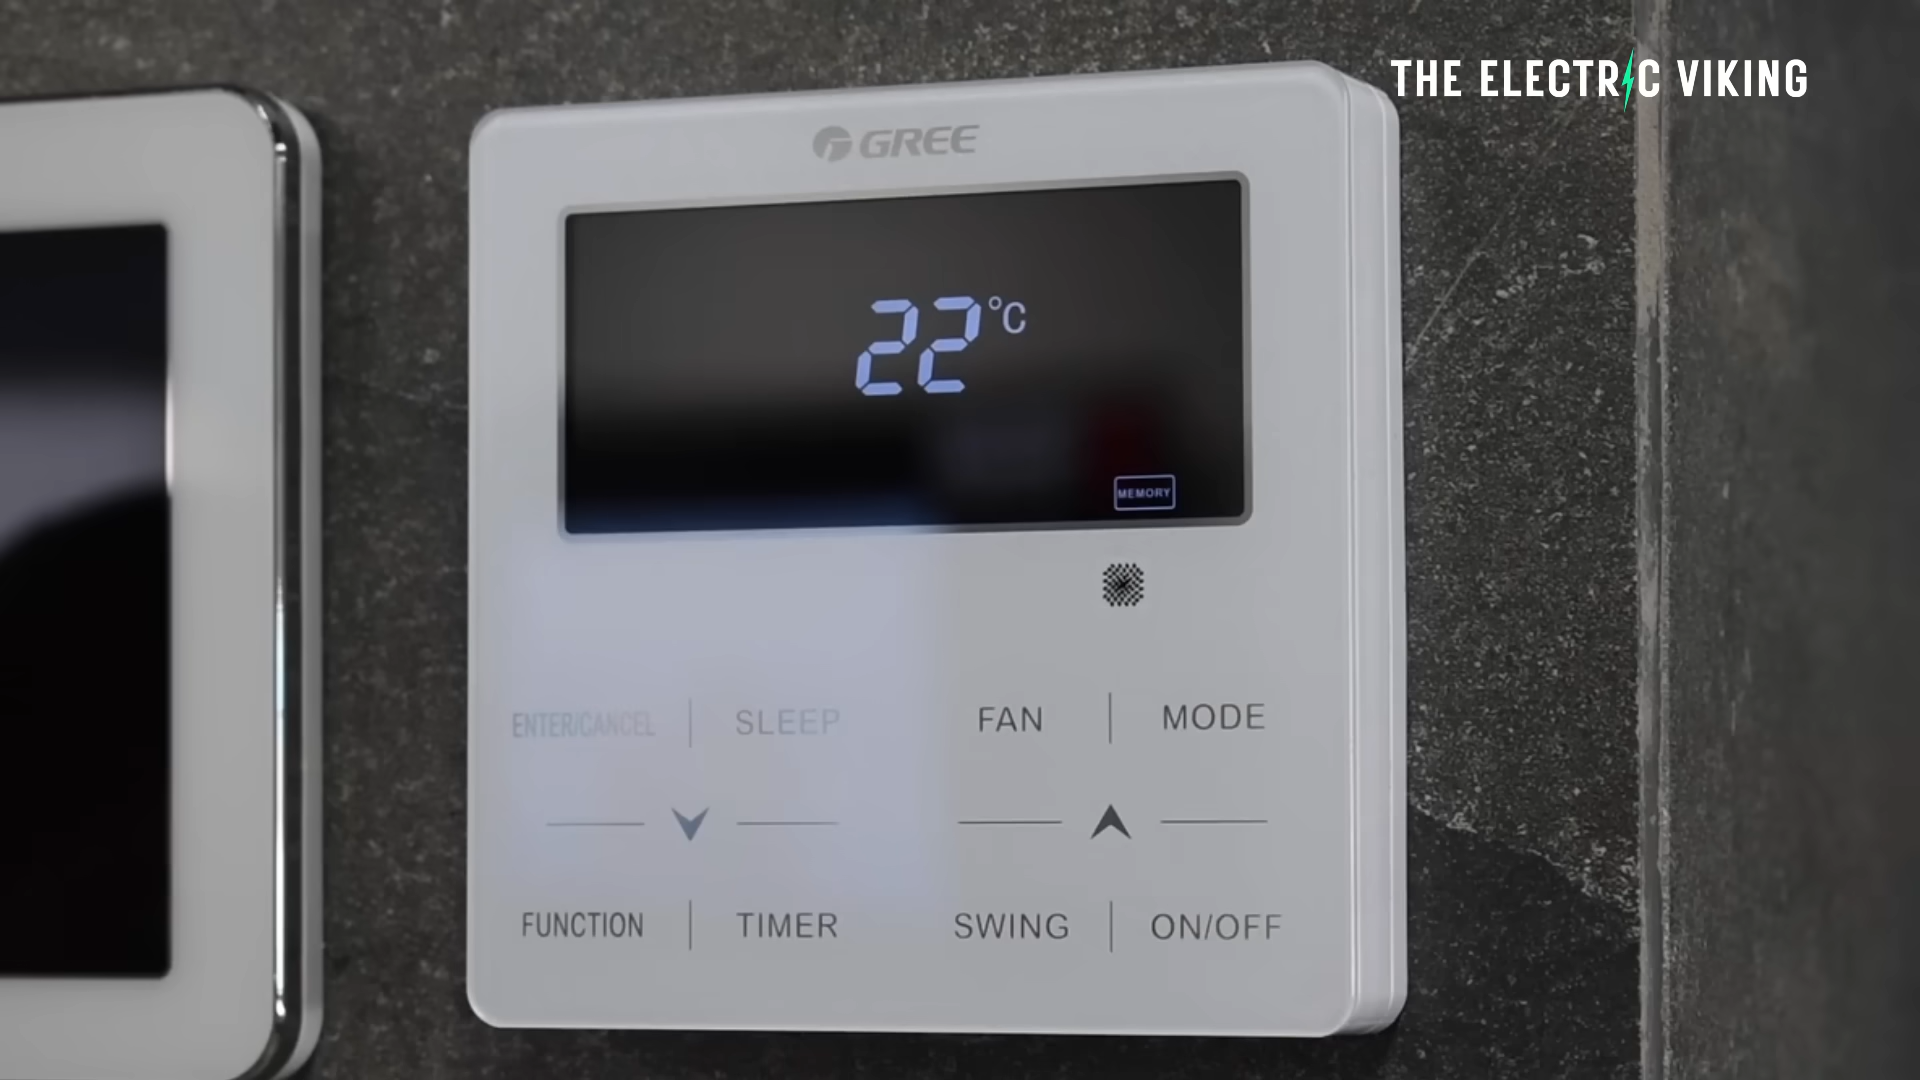 THE ELECTRIC VIKING
GREE
22°C
MEMORY
ENTER/CANCEL | SLEEP
FAN | MODE
FUNCTION | TIMER
SWING | ON/OFF